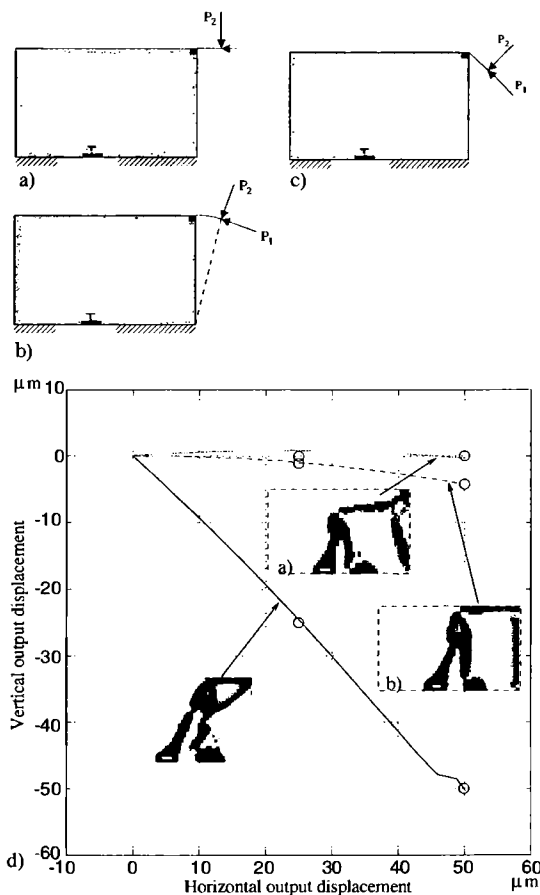 P2
a)
T
P2
P1
c)
T
P2
P1
b)
T
μm
10
0
-10
-20
-30
-40
-50
-60
Vertical output displacement
a)
b)
d)
-10
0
10
20
30
40
50
60
μm
Horizontal output displacement